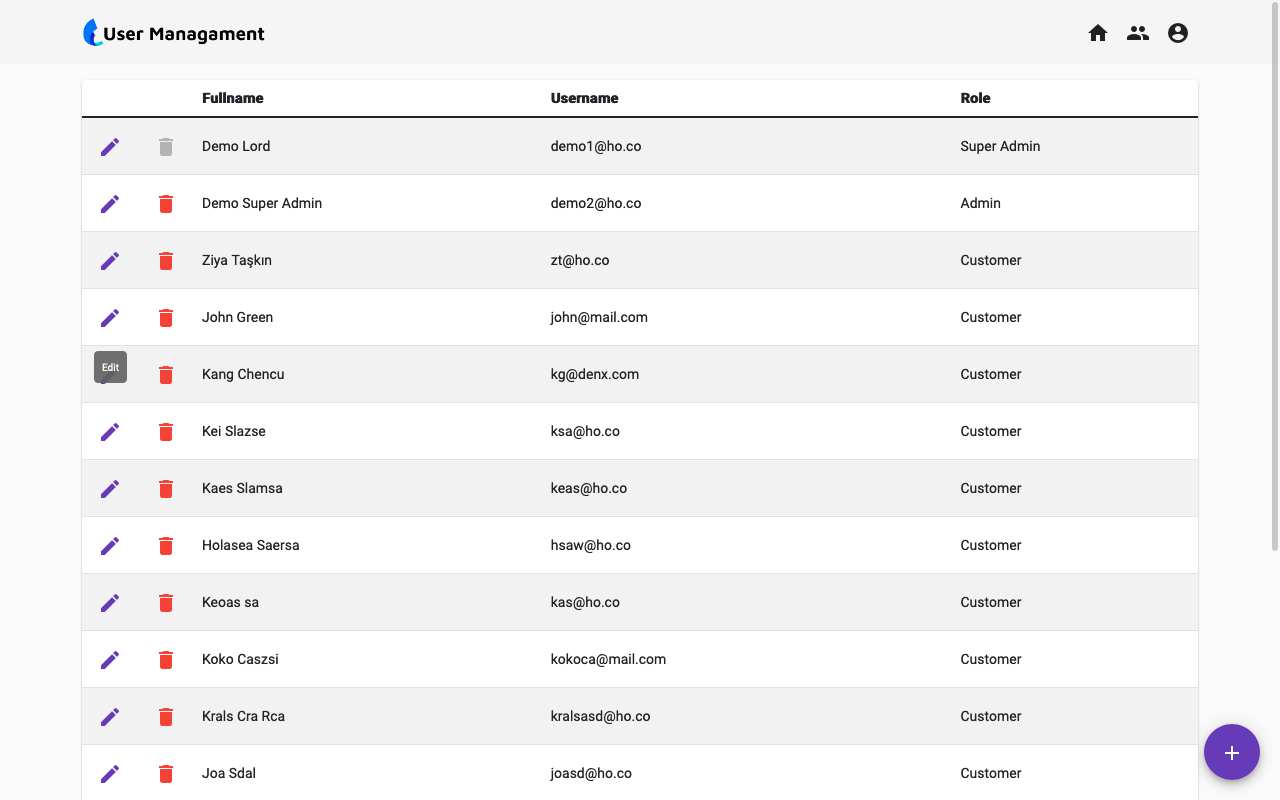 User Managament
Fullname Username Role
Demo Lord demo1@ho.co Super Admin
Demo Super Admin demo2@ho.co Admin
Ziya Taşkın zt@ho.co Customer
John Green john@mail.com Customer
Edit Kang Chencu kg@denx.com Customer
Kei Slazse ksa@ho.co Customer
Kaes Slamsa keas@ho.co Customer
Holasea Saersa hsaw@ho.co Customer
Keoas sa kas@ho.co Customer
Koko Caszsi kokoca@mail.com Customer
Krals Cra Rca kralsasd@ho.co Customer
Joa Sdal joasd@ho.co Customer